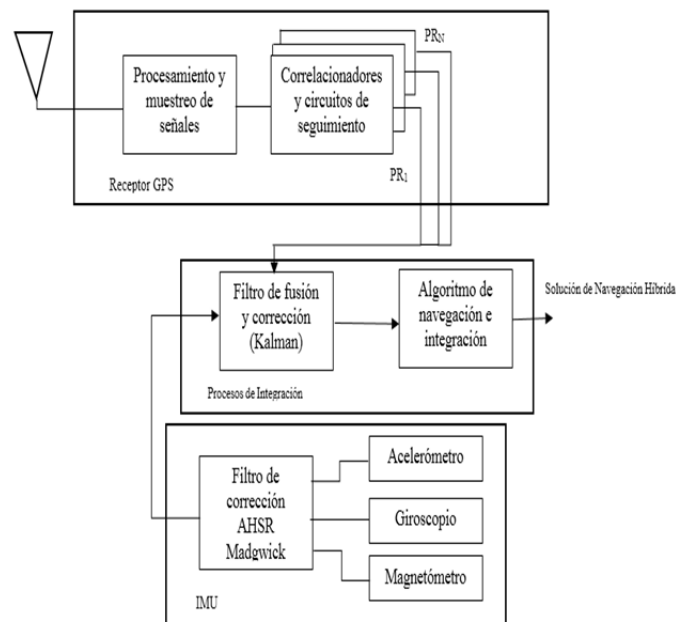 PR_N
Procesamiento y
muestreo de
señales
Correlacionadores
y circuitos de
seguimiento
PR₁
Receptor GPS
Filtro de fusión
y corrección
(Kalman)
Algoritmo de
navegación e
integración
Solución de Navegación Híbrida
Procesos de Integración
Filtro de
corrección
AHSR
Madgwick
Acelerómetro
Giroscopio
Magnetómetro
IMU